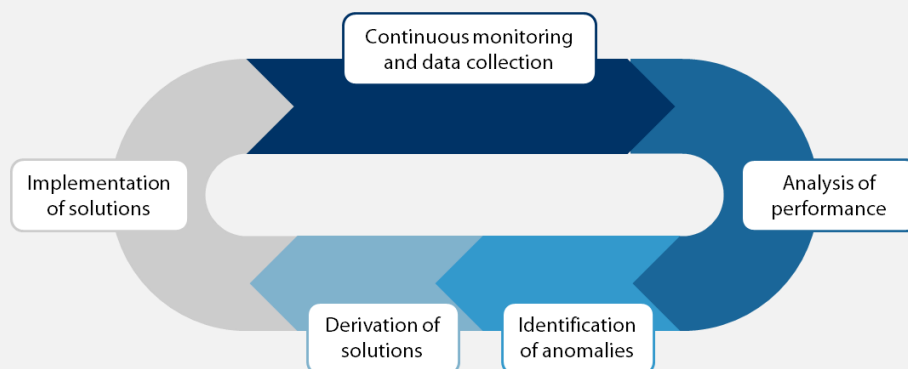 Continuous monitoring
and data collection
Implementation
of solutions
Analysis of
performance
Derivation of
solutions
Identification
of anomalies